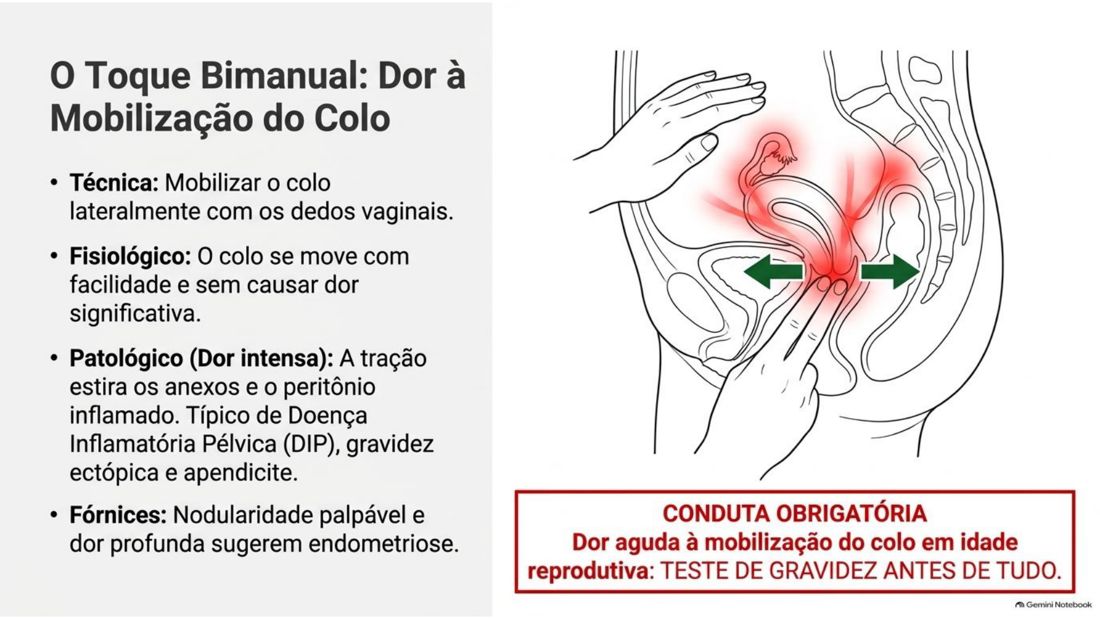 O Toque Bimanual: Dor à
Mobilização do Colo
• Técnica: Mobilizar o colo
lateralmente com os dedos vaginais.
• Fisiológico: O colo se move com
facilidade e sem causar dor
significativa.
• Patológico (Dor intensa): A tração
estira os anexos e o peritônio
inflamado. Típico de Doença
Inflamatória Pélvica (DIP), gravidez
ectópica e apendicite.
• Fórnices: Nodularidade palpável e
dor profunda sugerem endometriose.
CONDUTA OBRIGATÓRIA
Dor aguda à mobilização do colo em idade
reprodutiva: TESTE DE GRAVIDEZ ANTES DE TUDO.
Gemini Notebook